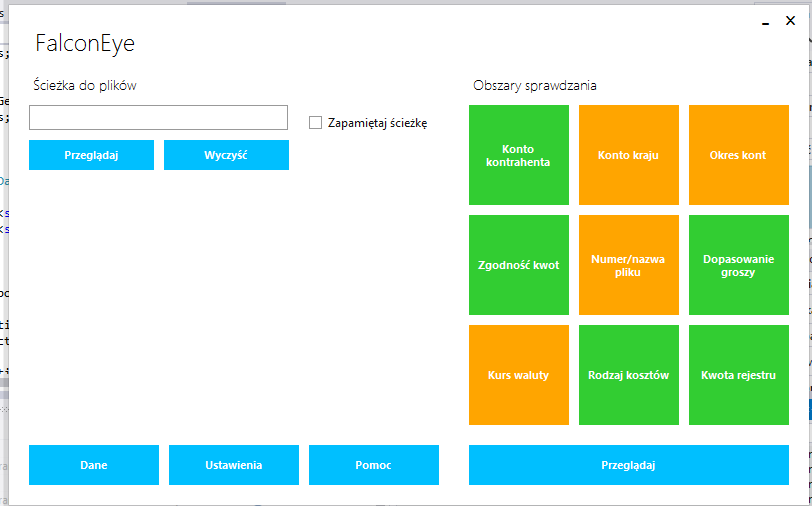 FalconEye
Ścieżka do plików
Zapamiętaj ścieżkę
Przeglądaj
Wyczyść
Obszary sprawdzania
Konto
kontrahenta
Konto kraju
Okres kont
Zgodność kwot
Numer/nazwa
pliku
Dopasowanie
groszy
Kurs waluty
Rodzaj kosztów
Kwota rejestru
Dane
Ustawienia
Pomoc
Przeglądaj